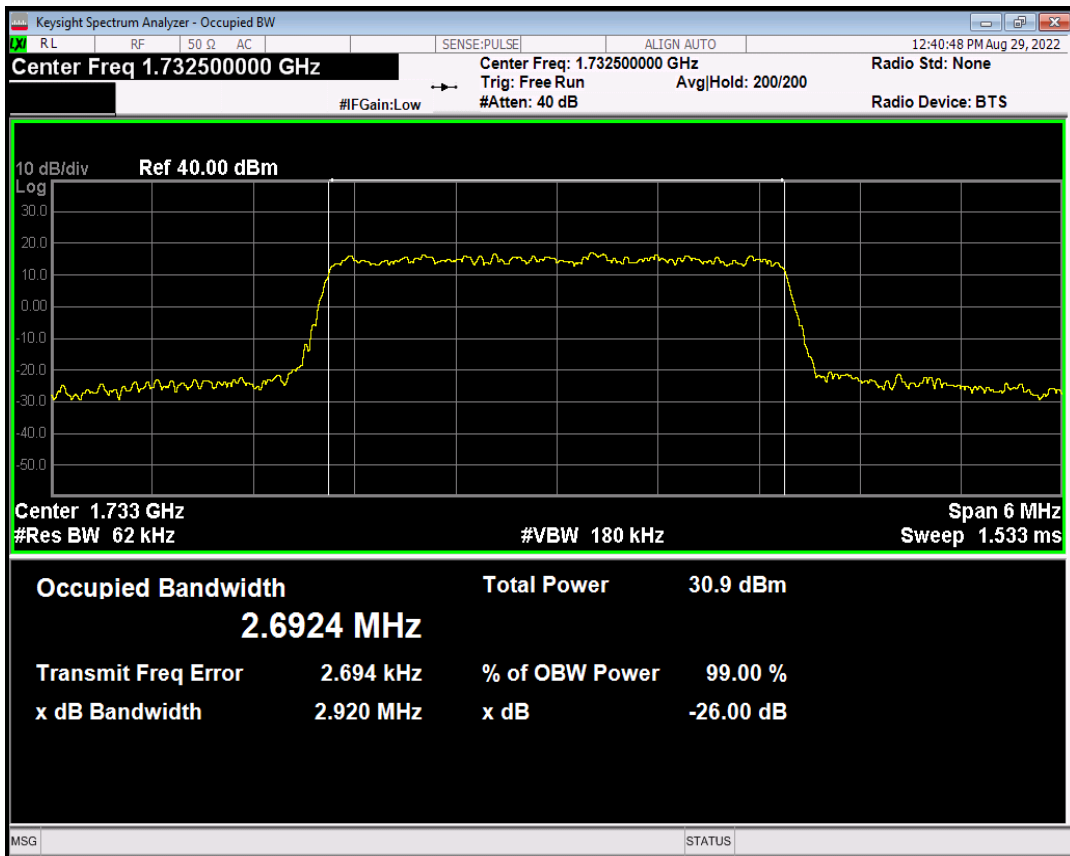 Keysight Spectrum Analyzer - Occupied BW
LXI RL RF 50 Ω AC SENSE:PULSE ALIGN AUTO 12:40:48 PM Aug 29, 2022
Center Freq 1.732500000 GHz
Center Freq: 1.732500000 GHz
Radio Std: None
Trig: Free Run Avg|Hold: 200/200
#IFGain:Low #Atten: 40 dB Radio Device: BTS
10 dB/div Ref 40.00 dBm
Log
30.0
20.0
10.0
0.00
-10.0
-20.0
-30.0
-40.0
-50.0
Center 1.733 GHz Span 6 MHz
#Res BW 62 kHz #VBW 180 kHz Sweep 1.533 ms
Occupied Bandwidth Total Power 30.9 dBm
2.6924 MHz
Transmit Freq Error 2.694 kHz % of OBW Power 99.00 %
x dB Bandwidth 2.920 MHz x dB -26.00 dB
MSG STATUS